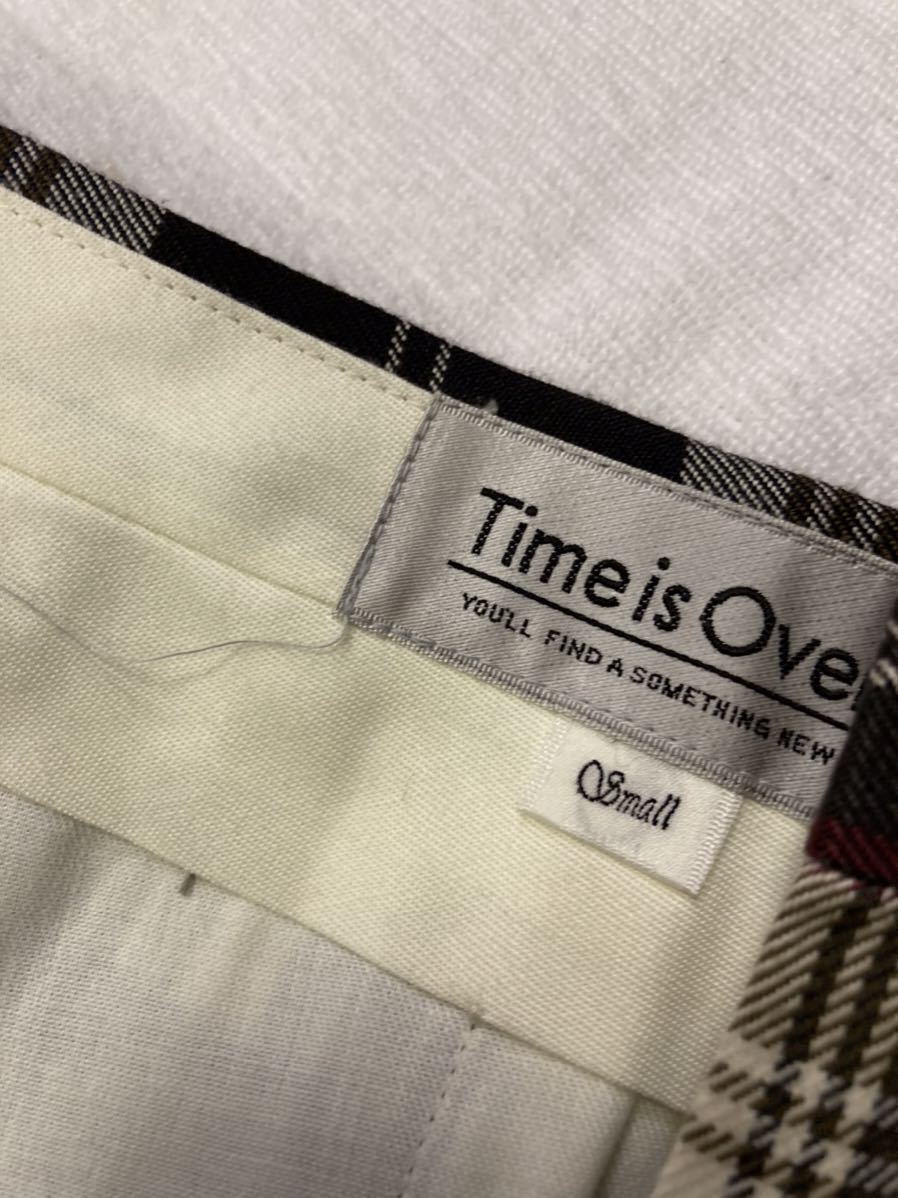 Time is Ove
YOU'LL FIND A SOMETHING NEW
Small